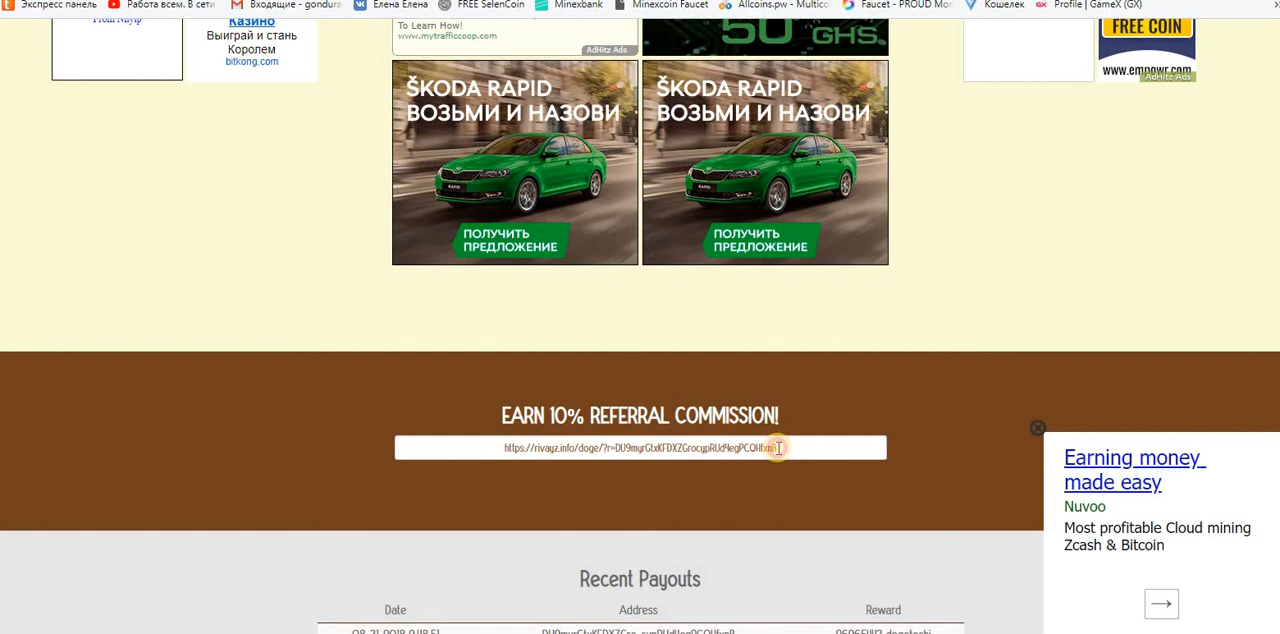 Экспресс панель Работа всем. В сети Входящие - gondura Елена Елена FREE SelenCoin Minexbank Minexcoin Faucet Allcoins.pw - Multico Faucet - PROUD Mor Кошелек Profile | GameX (GX)
Казино
Выиграй и стань
Королем
bitkong.com
To Learn How!
www.mytrafficcoop.com
AdHitz Ads
50 GHS.
FREE COIN
www.empowr.com
AdHitz Ads
ŠKODA RAPID
ВОЗЬМИ И НАЗОВИ
ПОЛУЧИТЬ
ПРЕДЛОЖЕНИЕ
ŠKODA RAPID
ВОЗЬМИ И НАЗОВИ
ПОЛУЧИТЬ
ПРЕДЛОЖЕНИЕ
EARN 10% REFERRAL COMMISSION!
Earning money
made easy
Nuvoo
Most profitable Cloud mining
Zcash & Bitcoin
Recent Payouts
Date Address Reward